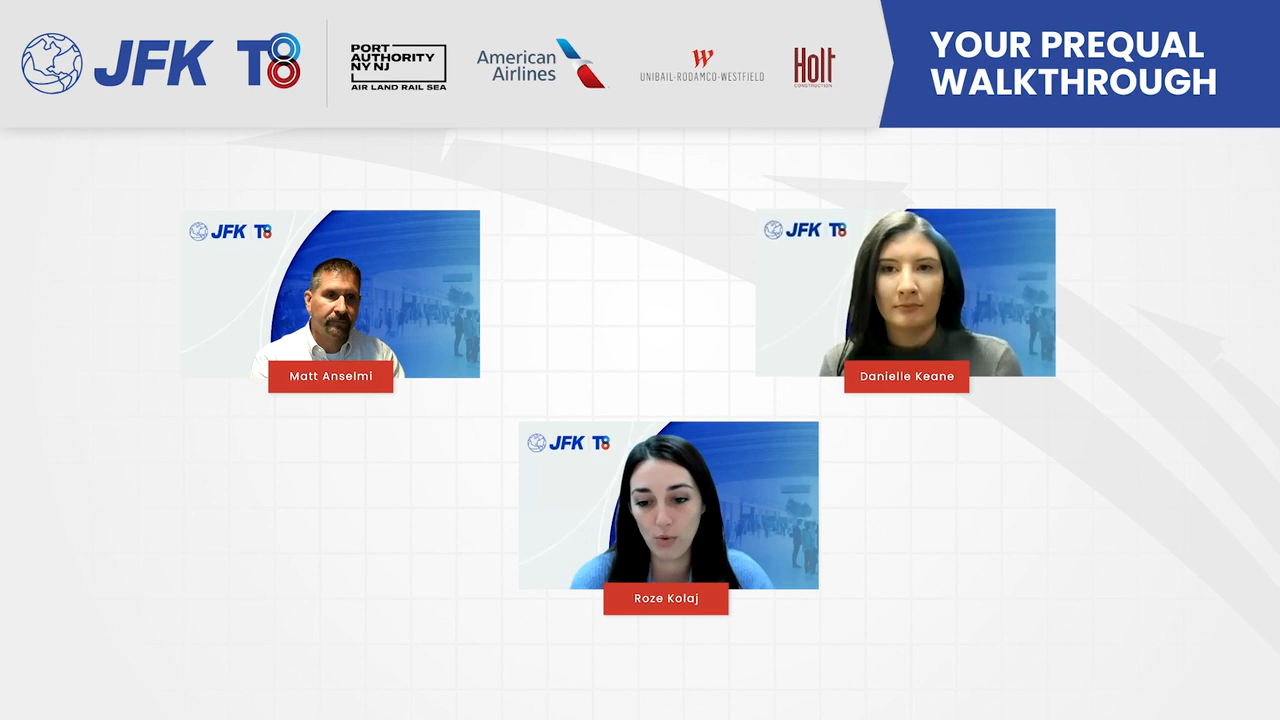 JFK T8
PORT
AUTHORITY
NY NJ
AIR LAND RAIL SEA
American
Airlines
UNIBAIL-RODAMCO-WESTFIELD
Holt
CONSTRUCTION
YOUR PREQUAL
WALKTHROUGH
JFK T8
Matt Anselmi
JFK T8
Danielle Keane
JFK T8
Roze Kolaj